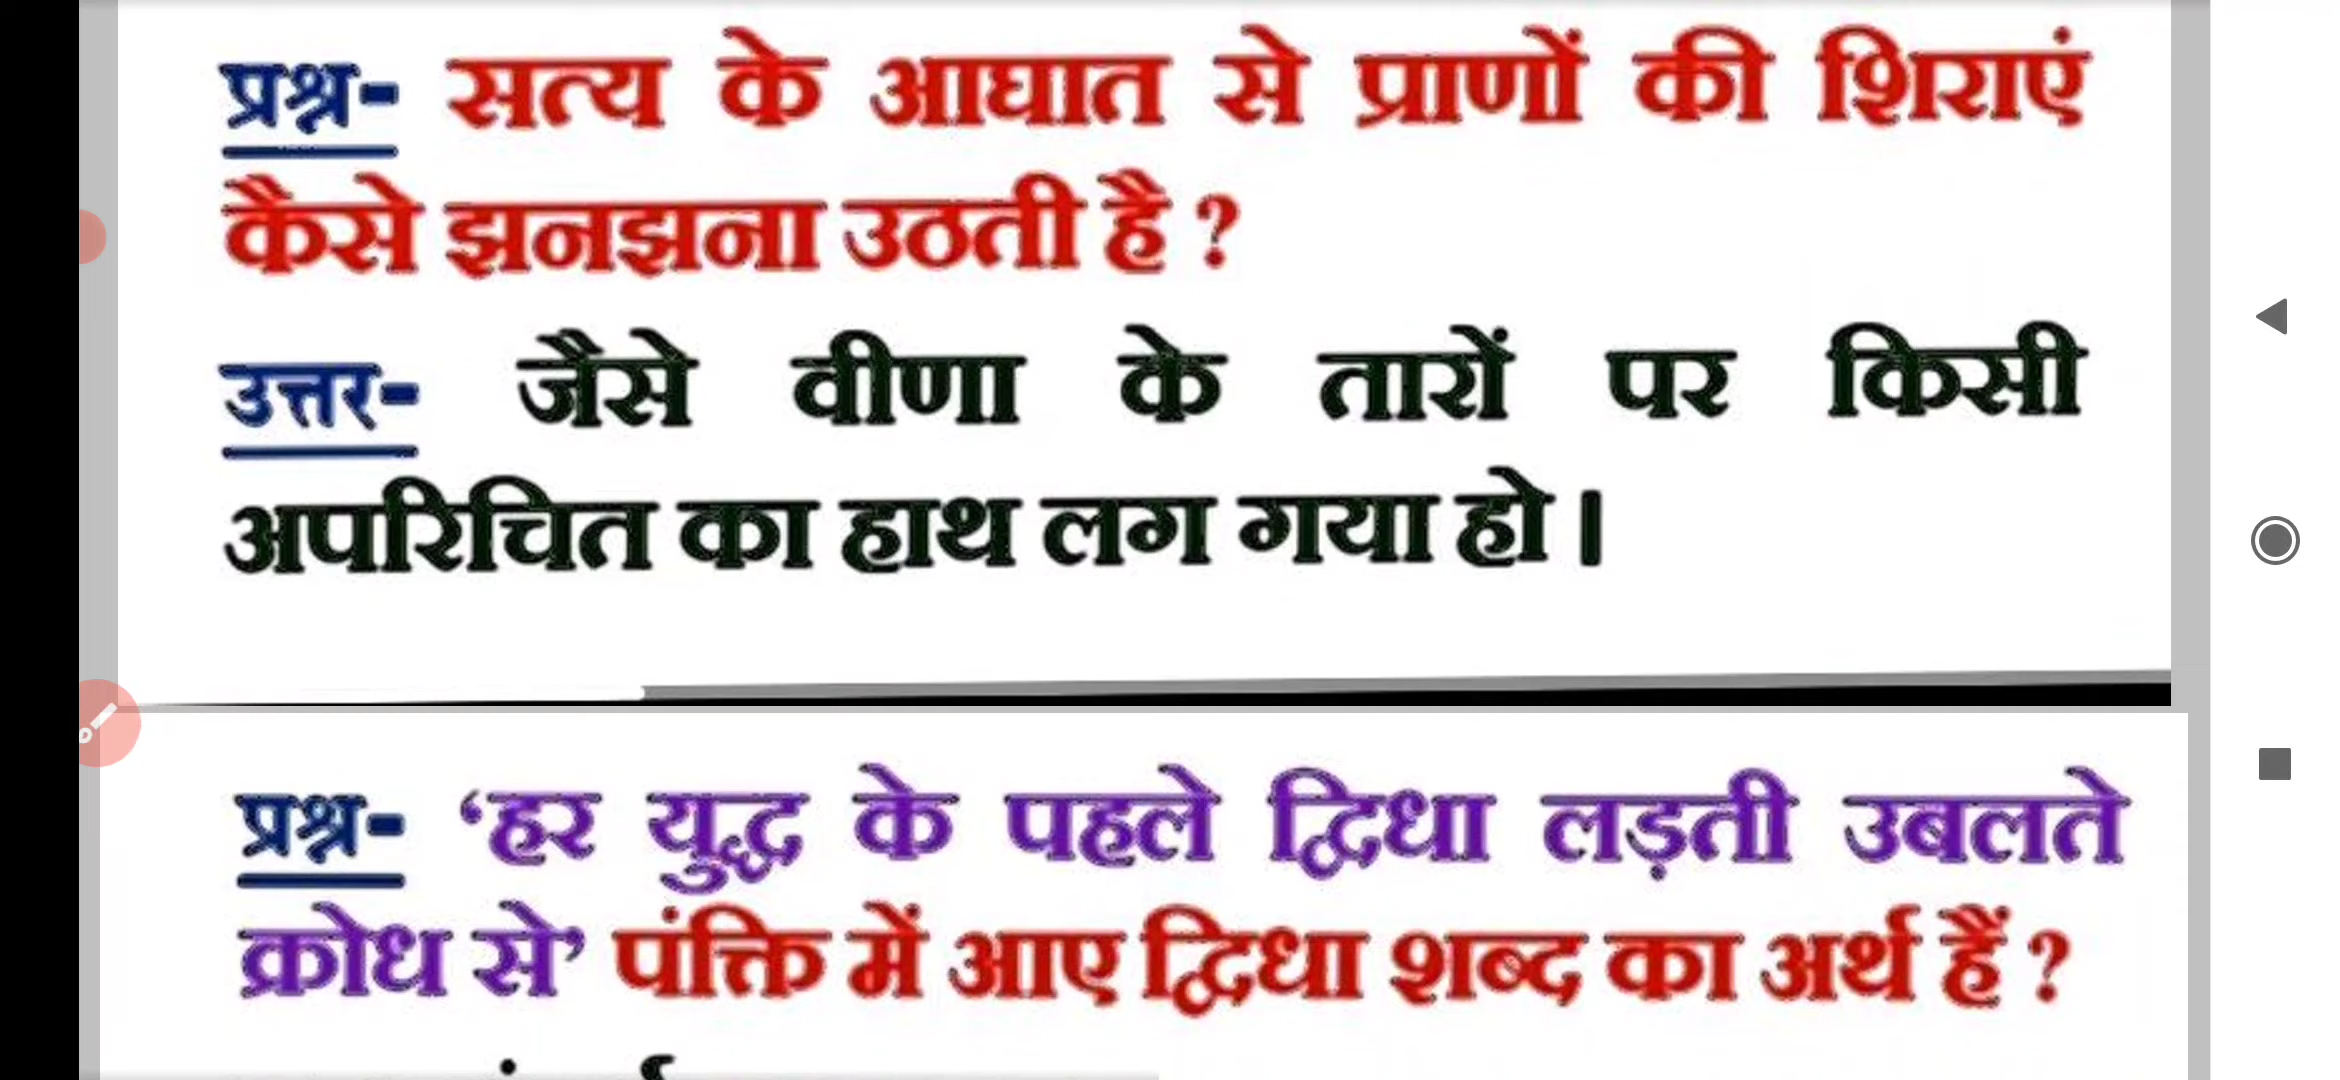 प्रश्न- सत्य के आघात से प्राणों की शिराएं
कैसे झनझना उठती है ?
उत्तर- जैसे वीणा के तारों पर किसी
अपरिचित का हाथ लग गया हो ।
प्रश्न- ‘हर युद्ध के पहले द्विधा लड़ती उबलते
क्रोध से’ पंक्ति में आए द्विधा शब्द का अर्थ हैं ?